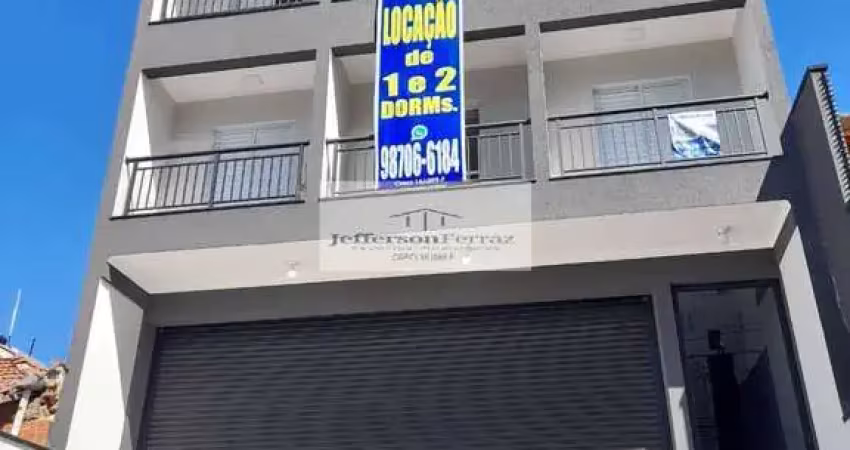 LOCAÇÃO
de
1 e 2
DORMs.
98706-6184
JeffersonFerraz